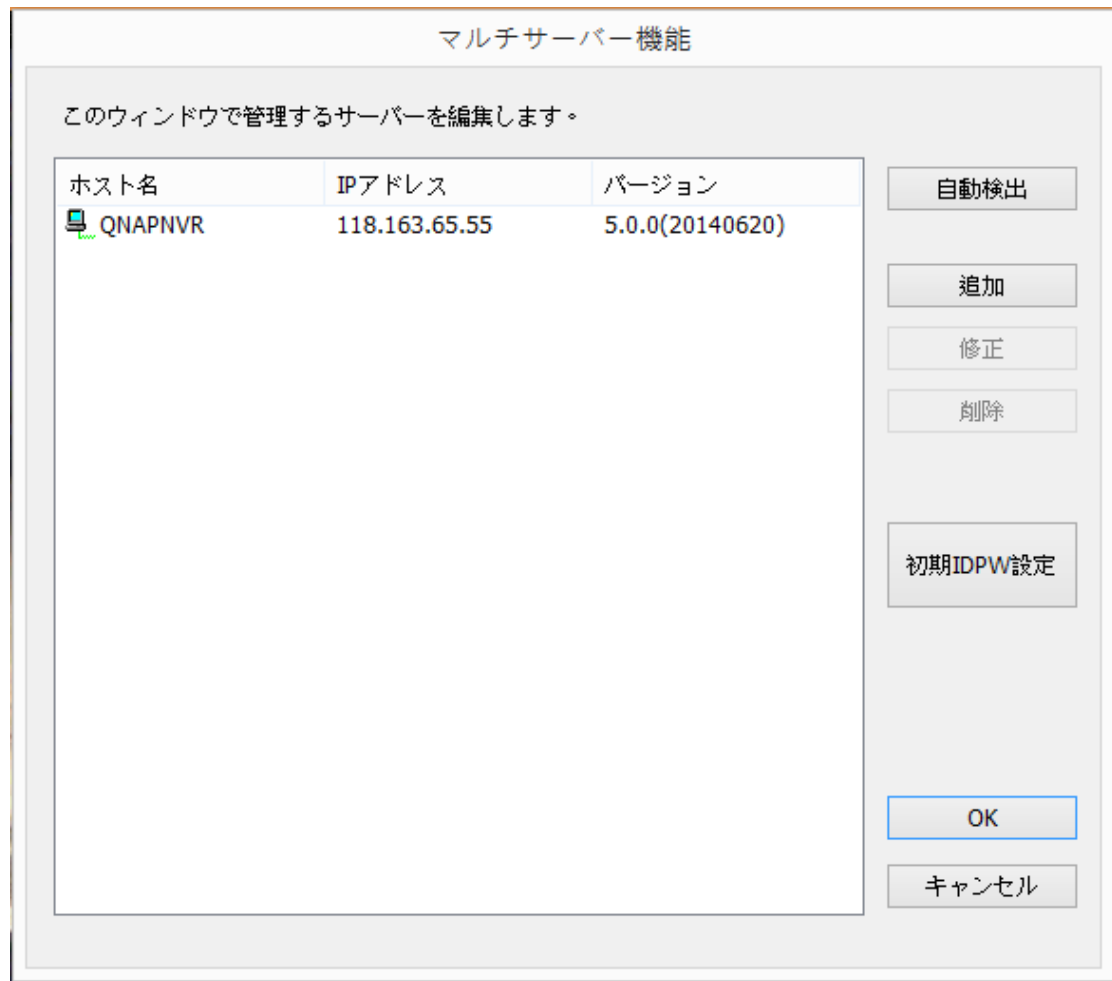 マルチサーバー機能
このウィンドウで管理するサーバーを編集します。
ホスト名 IPアドレス バージョン
QNAPNVR 118.163.65.55 5.0.0(20140620)
自動検出
追加
修正
削除
初期IDPW設定
OK
キャンセル